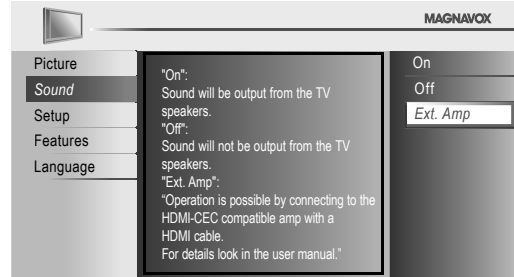 MAGNAVOX
Picture
Sound
Setup
Features
Language
"On":
Sound will be output from the TV
speakers.
"Off":
Sound will not be output from the TV
speakers.
"Ext. Amp":
“Operation is possible by connecting to the
HDMI-CEC compatible amp with a
HDMI cable.
For details look in the user manual.”
On
Off
Ext. Amp